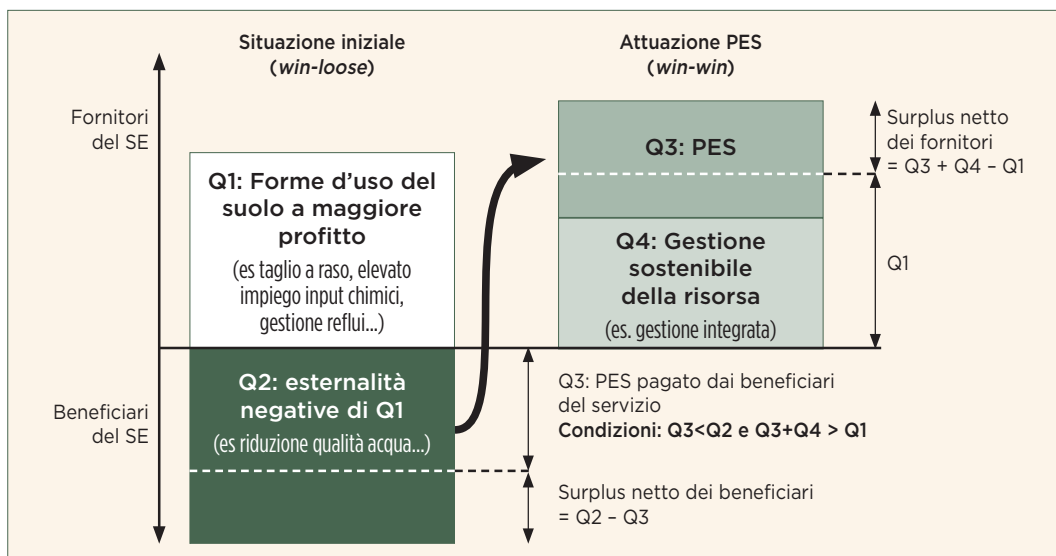 Situazione iniziale
(win-loose)
Attuazione PES
(win-win)
Fornitori
del SE
Q1: Forme d'uso del
suolo a maggiore
profitto
(es taglio a raso, elevato
impiego input chimici,
gestione reflui...)
Q3: PES
Surplus netto
dei fornitori
= Q3 + Q4 – Q1
Q4: Gestione
sostenibile
della risorsa
(es. gestione integrata)
Q1
Beneficiari
del SE
Q2: esternalità
negative di Q1
(es riduzione qualità acqua...)
Q3: PES pagato dai beneficiari
del servizio
Condizioni: Q3<Q2 e Q3+Q4 > Q1
Surplus netto dei beneficiari
= Q2 – Q3